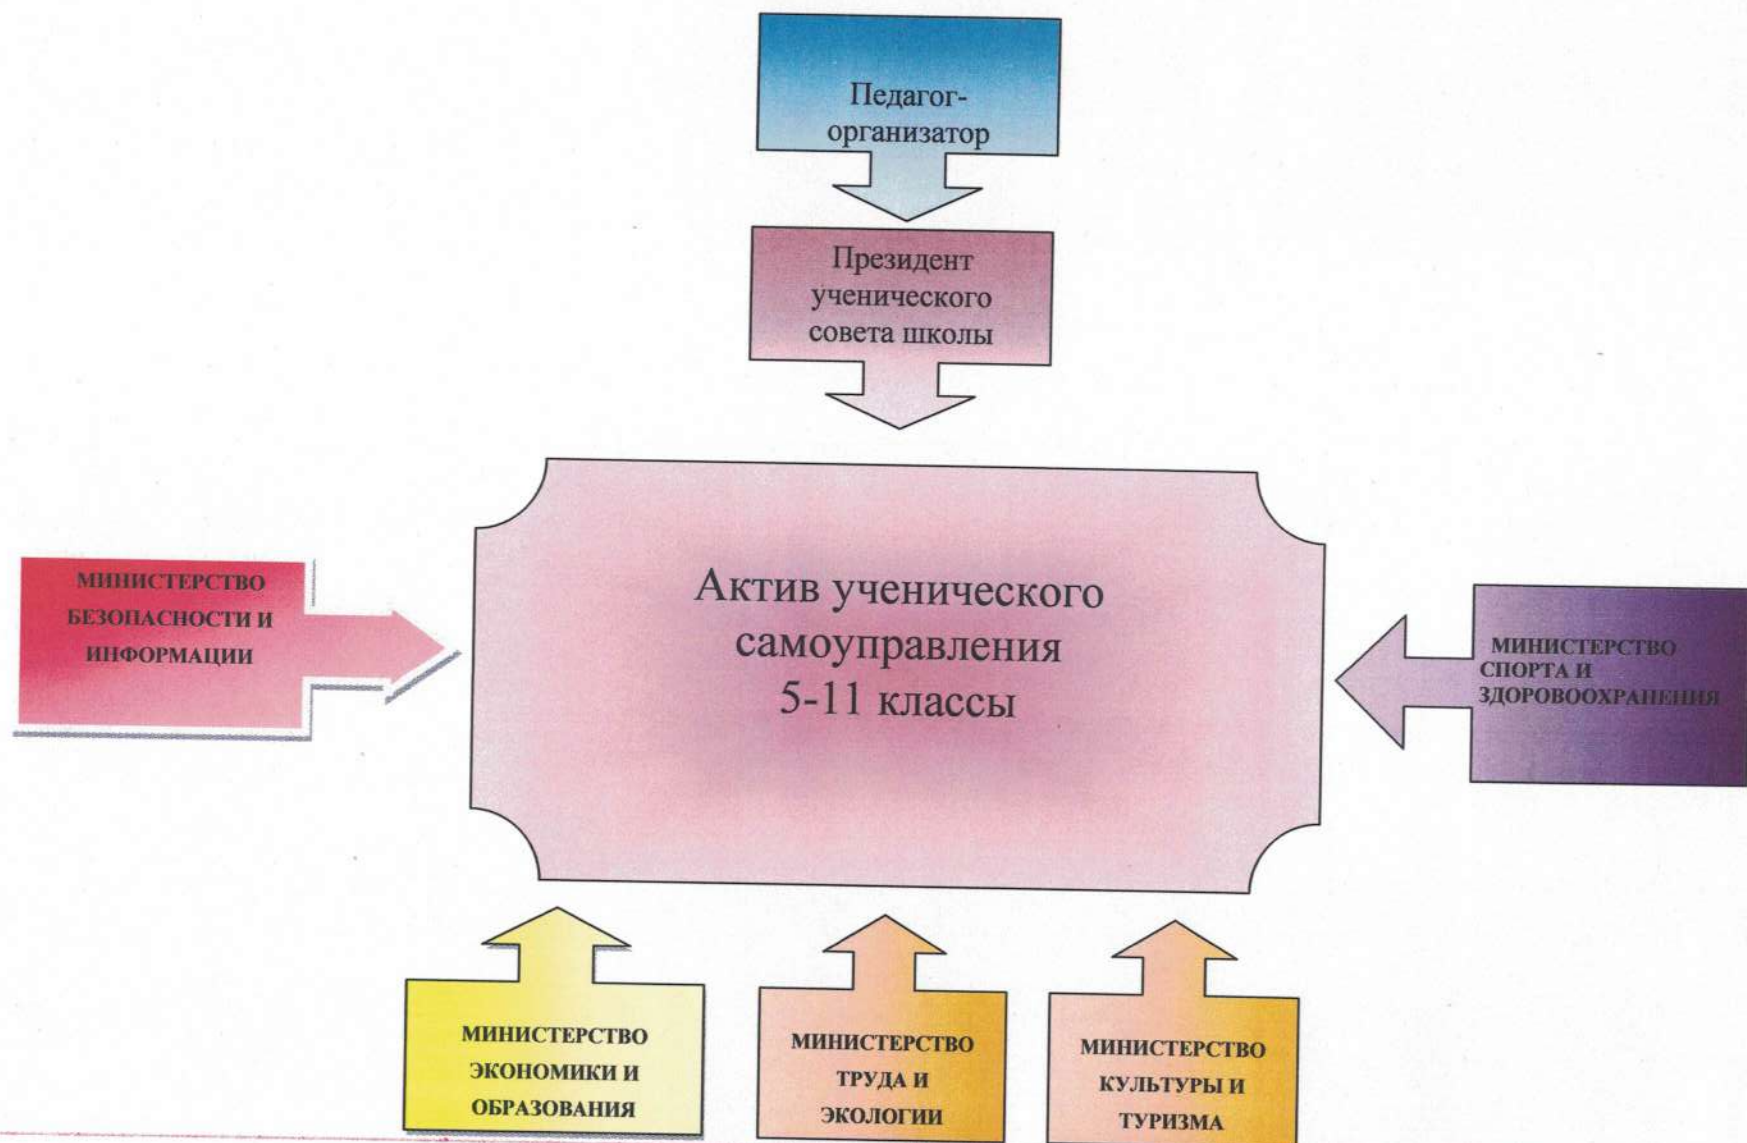 Педагог-
организатор
Президент
ученического
совета школы
Актив ученического
самоуправления
5-11 классы
МИНИСТЕРСТВО
БЕЗОПАСНОСТИ И
ИНФОРМАЦИИ
МИНИСТЕРСТВО
СПОРТА И
ЗДОРОВООХРАНЕНИЯ
МИНИСТЕРСТВО
ЭКОНОМИКИ И
ОБРАЗОВАНИЯ
МИНИСТЕРСТВО
ТРУДА И
ЭКОЛОГИИ
МИНИСТЕРСТВО
КУЛЬТУРЫ И
ТУРИЗМА